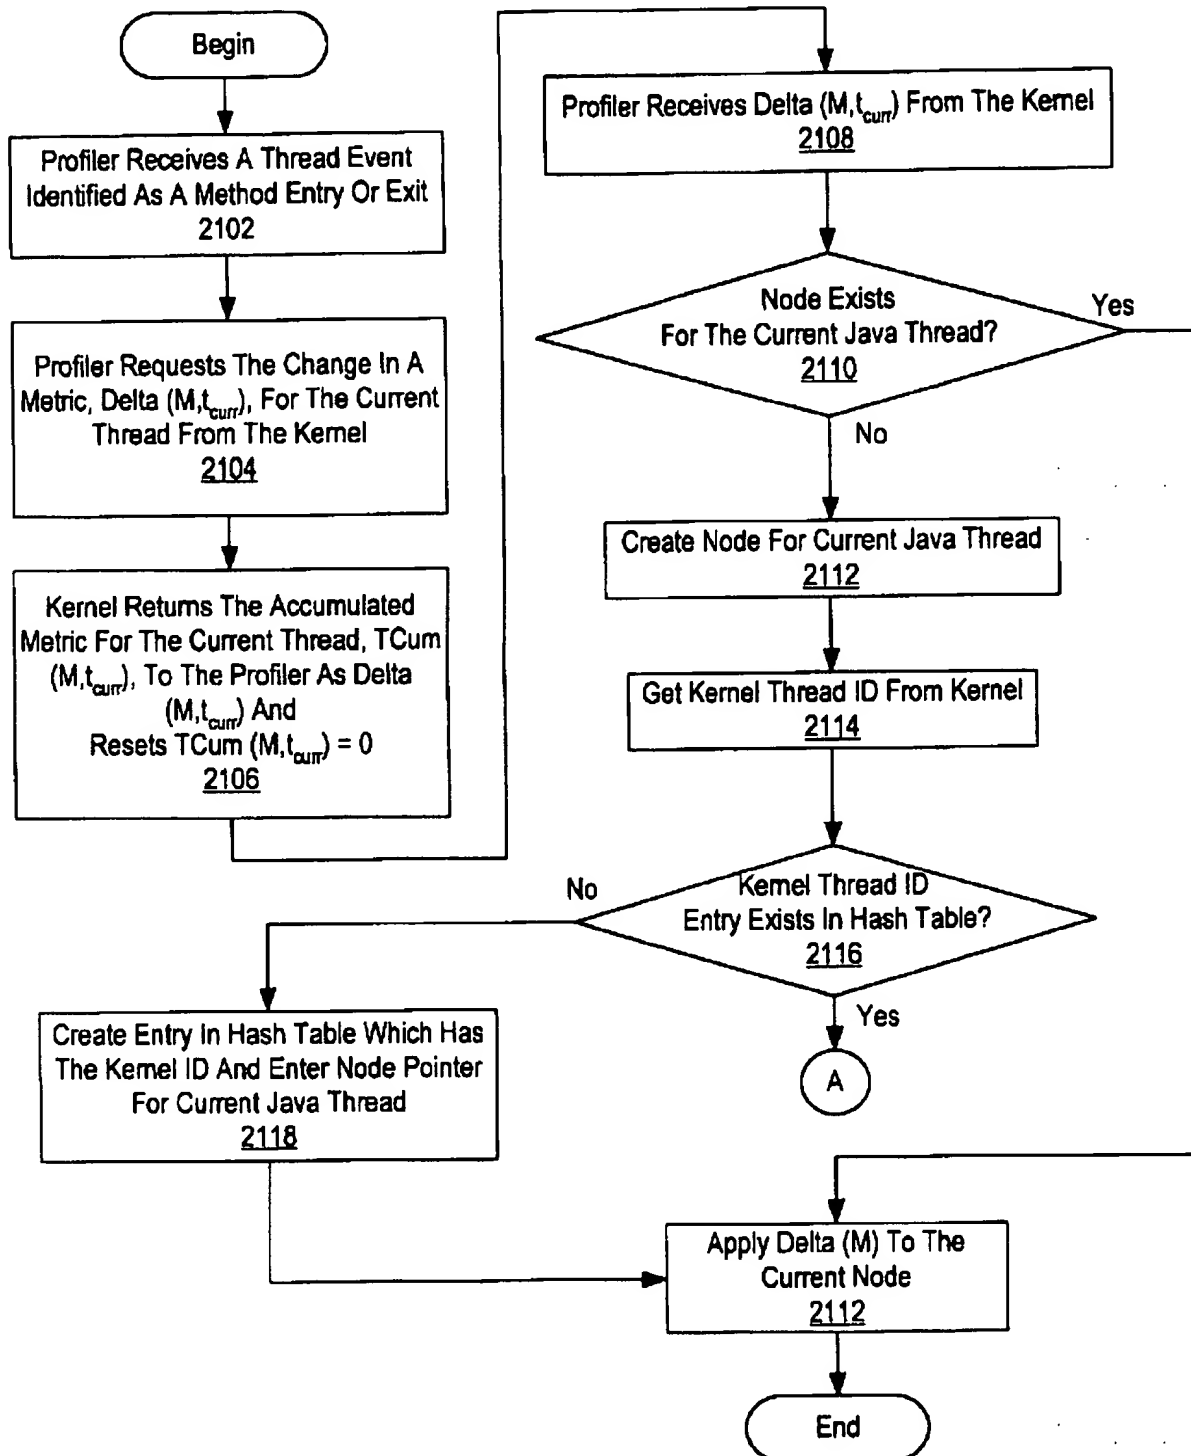 Begin
Profiler Receives A Thread Event
Identified As A Method Entry Or Exit
2102
Profiler Requests The Change In A
Metric, Delta (M,tcurr), For The Current
Thread From The Kernel
2104
Kernel Returns The Accumulated
Metric For The Current Thread, TCum
(M,tcurr), To The Profiler As Delta
(M,tcurr) And
Resets TCum (M,tcurr) = 0
2106
Profiler Receives Delta (M,tcurr) From The Kernel
2108
Node Exists
For The Current Java Thread?
2110
Yes
No
Create Node For Current Java Thread
2112
Get Kernel Thread ID From Kernel
2114
Kernel Thread ID
Entry Exists In Hash Table?
2116
No
Yes
A
Create Entry In Hash Table Which Has
The Kernel ID And Enter Node Pointer
For Current Java Thread
2118
Apply Delta (M) To The
Current Node
2112
End